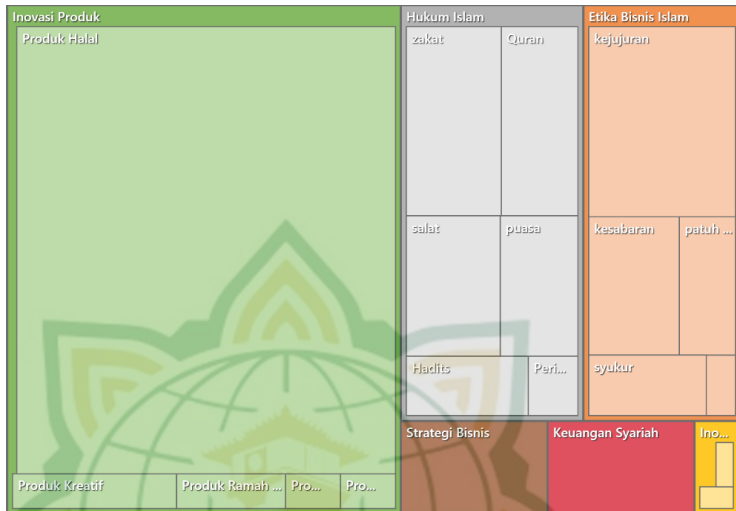 Inovasi Produk
Produk Halal
Produk Kreatif
Produk Ramah ...
Pro...
Pro...
Hukum Islam
zakat
Quran
salat
puasa
Hadits
Peri...
Etika Bisnis Islam
kejujuran
kesabaran
patuh ...
syukur
Strategi Bisnis
Keuangan Syariah
Ino...